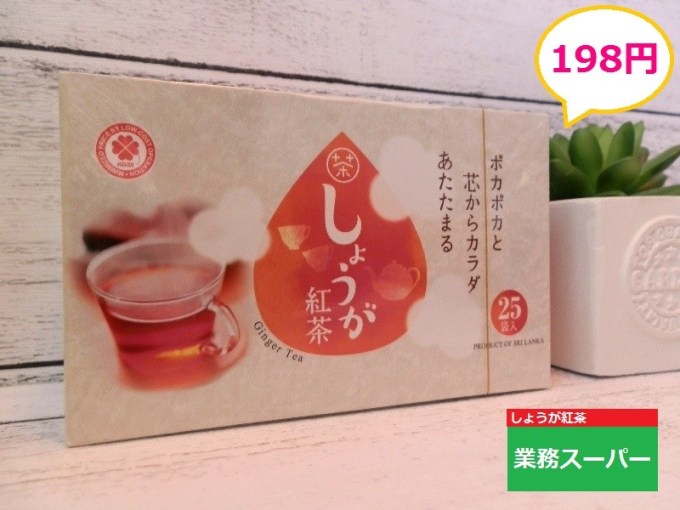 198円
茶
しょうが
紅茶
Ginger Tea
ポカポカと
芯からカラダ
あたたまる
25
袋入
PRODUCT OF SRI LANKA
しょうが紅茶
業務スーパー